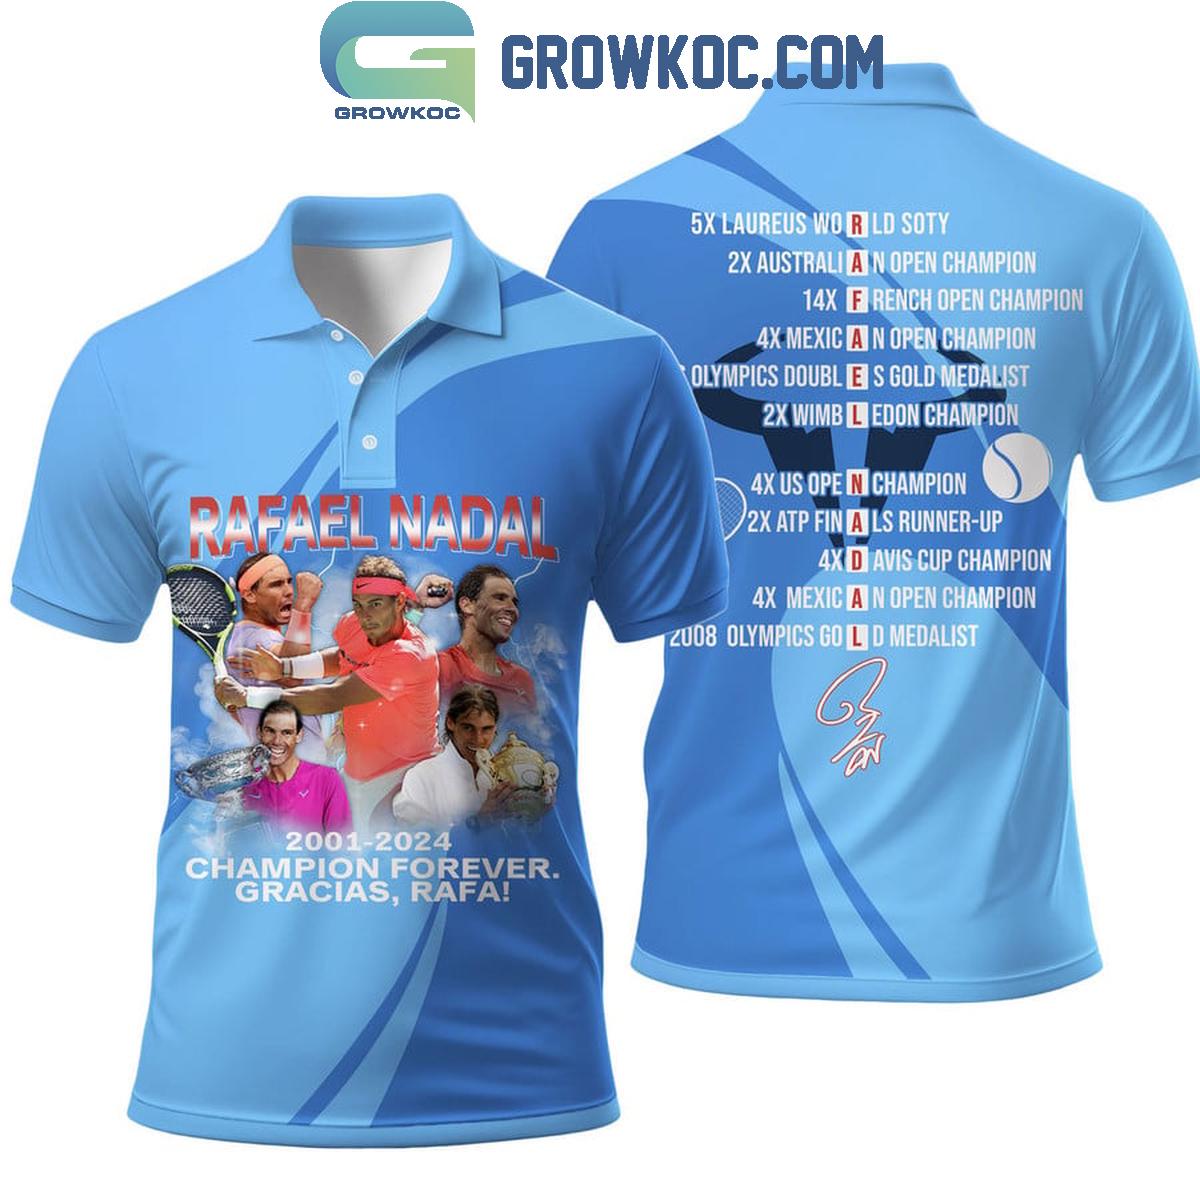 GROWKOC
GROWKOC.COM
RAFAEL NADAL
2001-2024
CHAMPION FOREVER.
GRACIAS, RAFA!
5X LAUREUS WORLD SOTY
2X AUSTRALIAN OPEN CHAMPION
14X FRENCH OPEN CHAMPION
4X MEXICAN OPEN CHAMPION
OLYMPICS DOUBLES GOLD MEDALIST
2X WIMBLEDON CHAMPION
4X US OPEN CHAMPION
2X ATP FINALS RUNNER-UP
4X DAVIS CUP CHAMPION
4X MEXICAN OPEN CHAMPION
2008 OLYMPICS GOLD MEDALIST